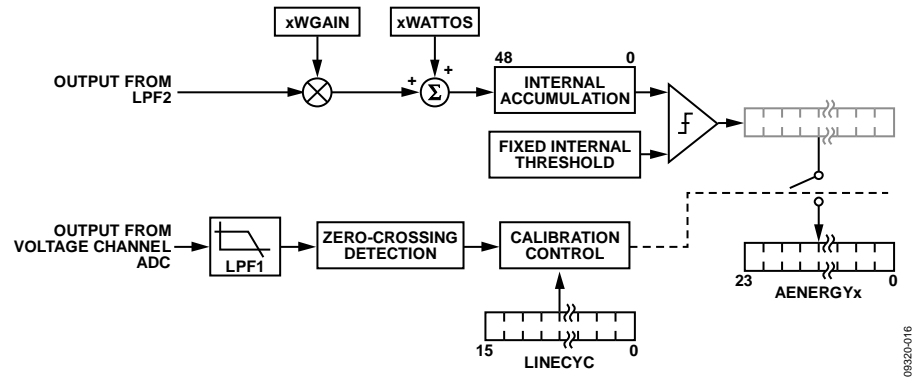 xWGAIN
xWATTOS
OUTPUT FROM
LPF2
+
+
Σ
48
0
INTERNAL
ACCUMULATION
FIXED INTERNAL
THRESHOLD
OUTPUT FROM
VOLTAGE CHANNEL
ADC
LPF1
ZERO-CROSSING
DETECTION
CALIBRATION
CONTROL
23
0
AENERGYx
15
0
LINECYC
09320-016